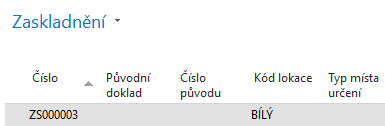 Zaskladnění
Číslo Původní doklad Číslo původu Kód lokace Typ místa určení
ZS000003 BÍLÝ